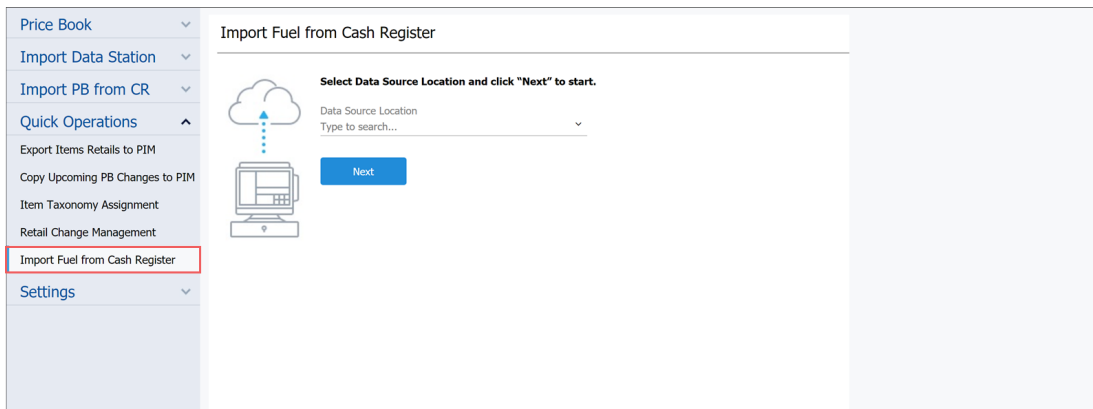 Price Book
Import Data Station
Import PB from CR
Quick Operations
Export Items Retails to PIM
Copy Upcoming PB Changes to PIM
Item Taxonomy Assignment
Retail Change Management
Import Fuel from Cash Register
Settings
Import Fuel from Cash Register
Select Data Source Location and click “Next” to start.
Data Source Location
Type to search...
Next